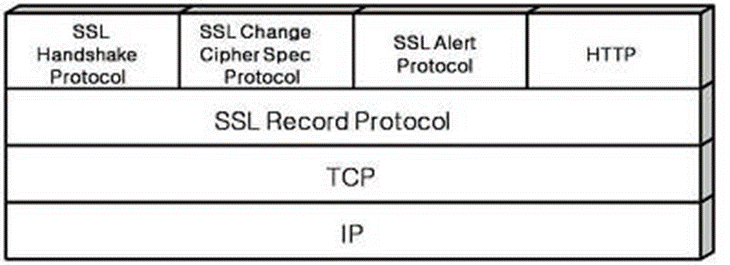 SSL
Handshake
Protocol
SSL Change
Cipher Spec
Protocol
SSL Alert
Protocol
HTTP
SSL Record Protocol
TCP
IP